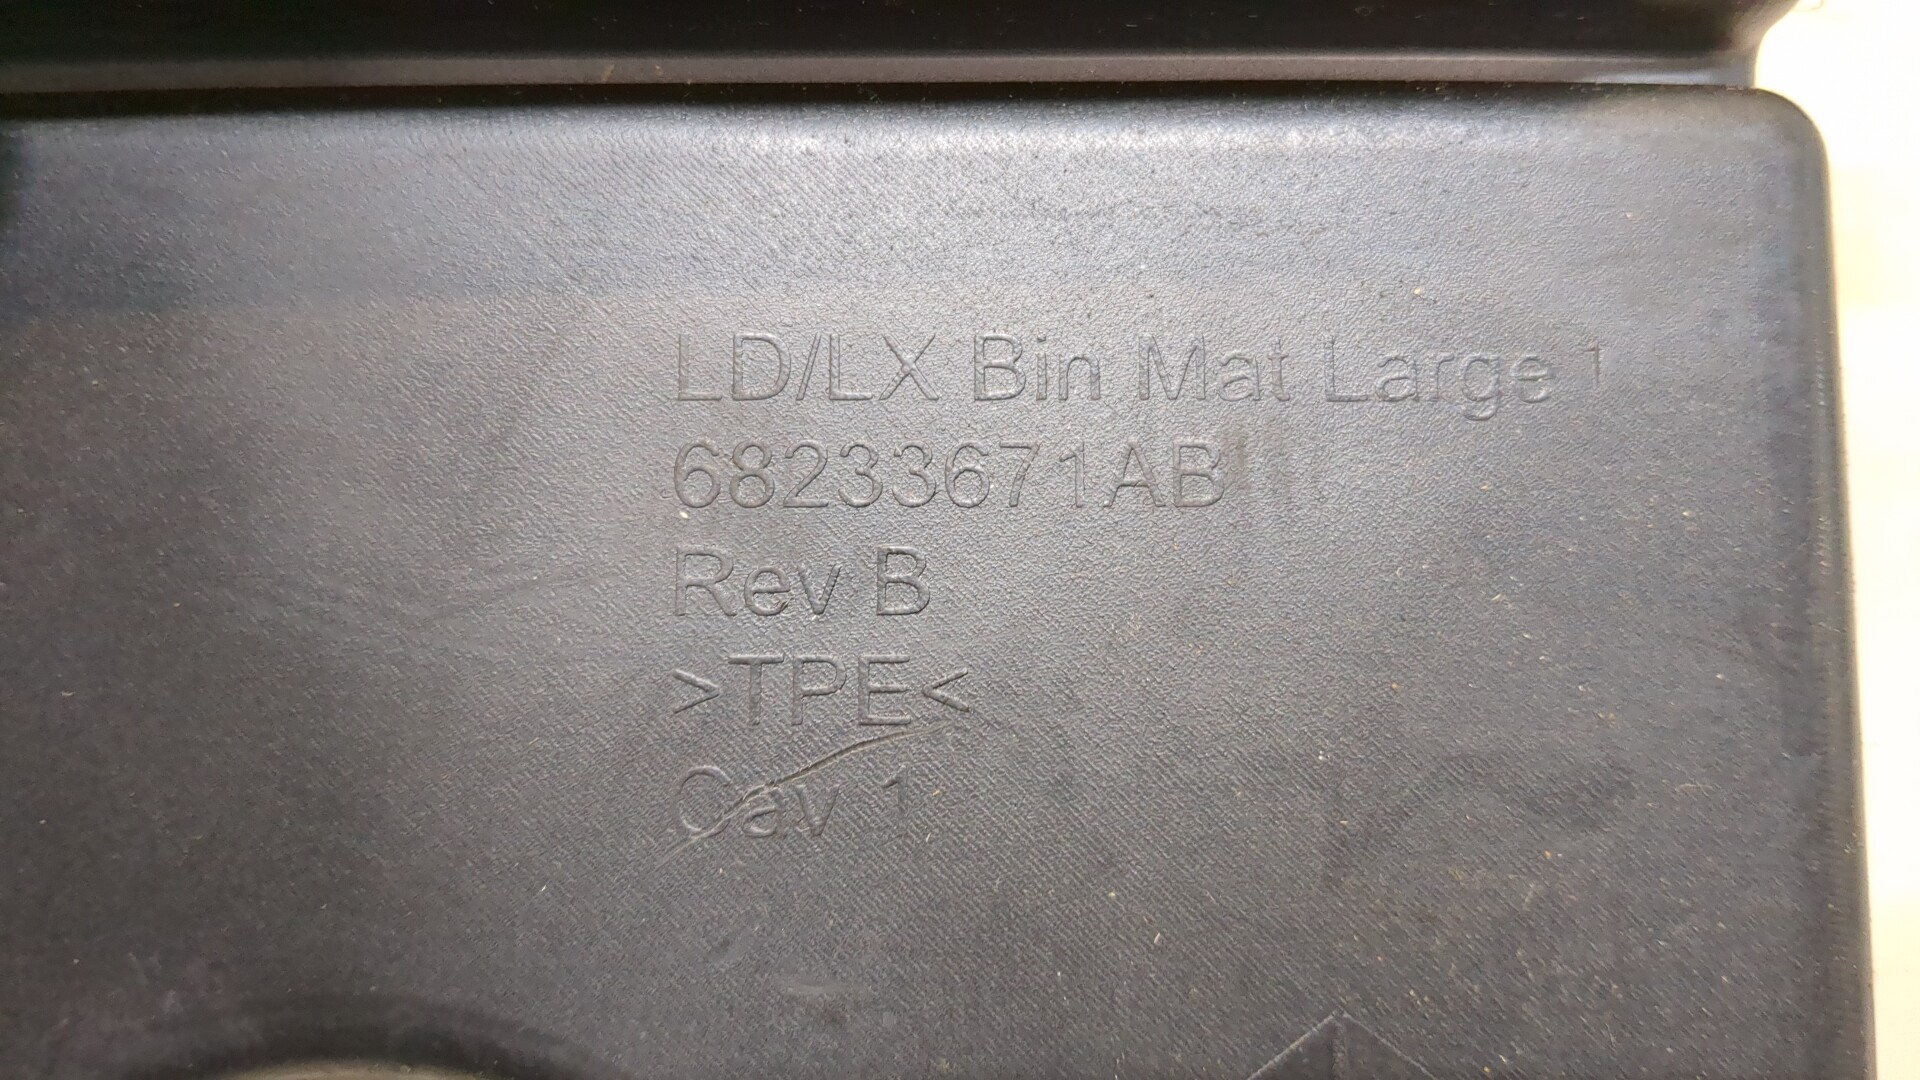 LD/LX Bin Mat Large 1
68233671AB
Rev B
>TPE<
Cav 1